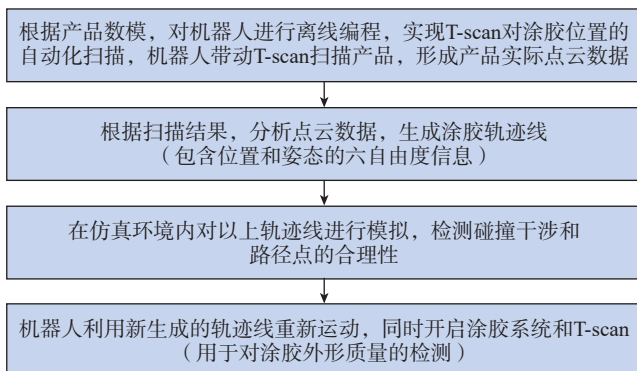 根据产品数模，对机器人进行离线编程，实现T-scan对涂胶位置的
自动化扫描，机器人带动T-scan扫描产品，形成产品实际点云数据
根据扫描结果，分析点云数据，生成涂胶轨迹线
（包含位置和姿态的六自由度信息）
在仿真环境内对以上轨迹线进行模拟，检测碰撞干涉和
路径点的合理性
机器人利用新生成的轨迹线重新运动，同时开启涂胶系统和T-scan
（用于对涂胶外形质量的检测）